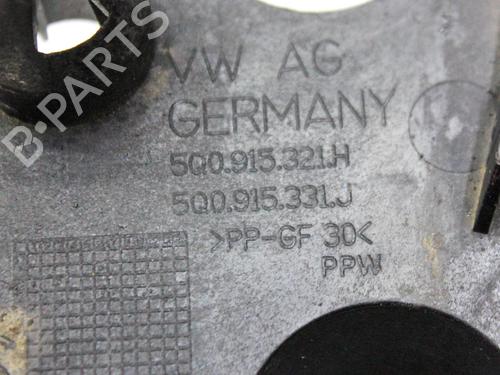 VW AG
GERMANY
5Q0.915.321.H
5Q0.915.331.J
>PP-GF 30<
PPW
B-PARTS